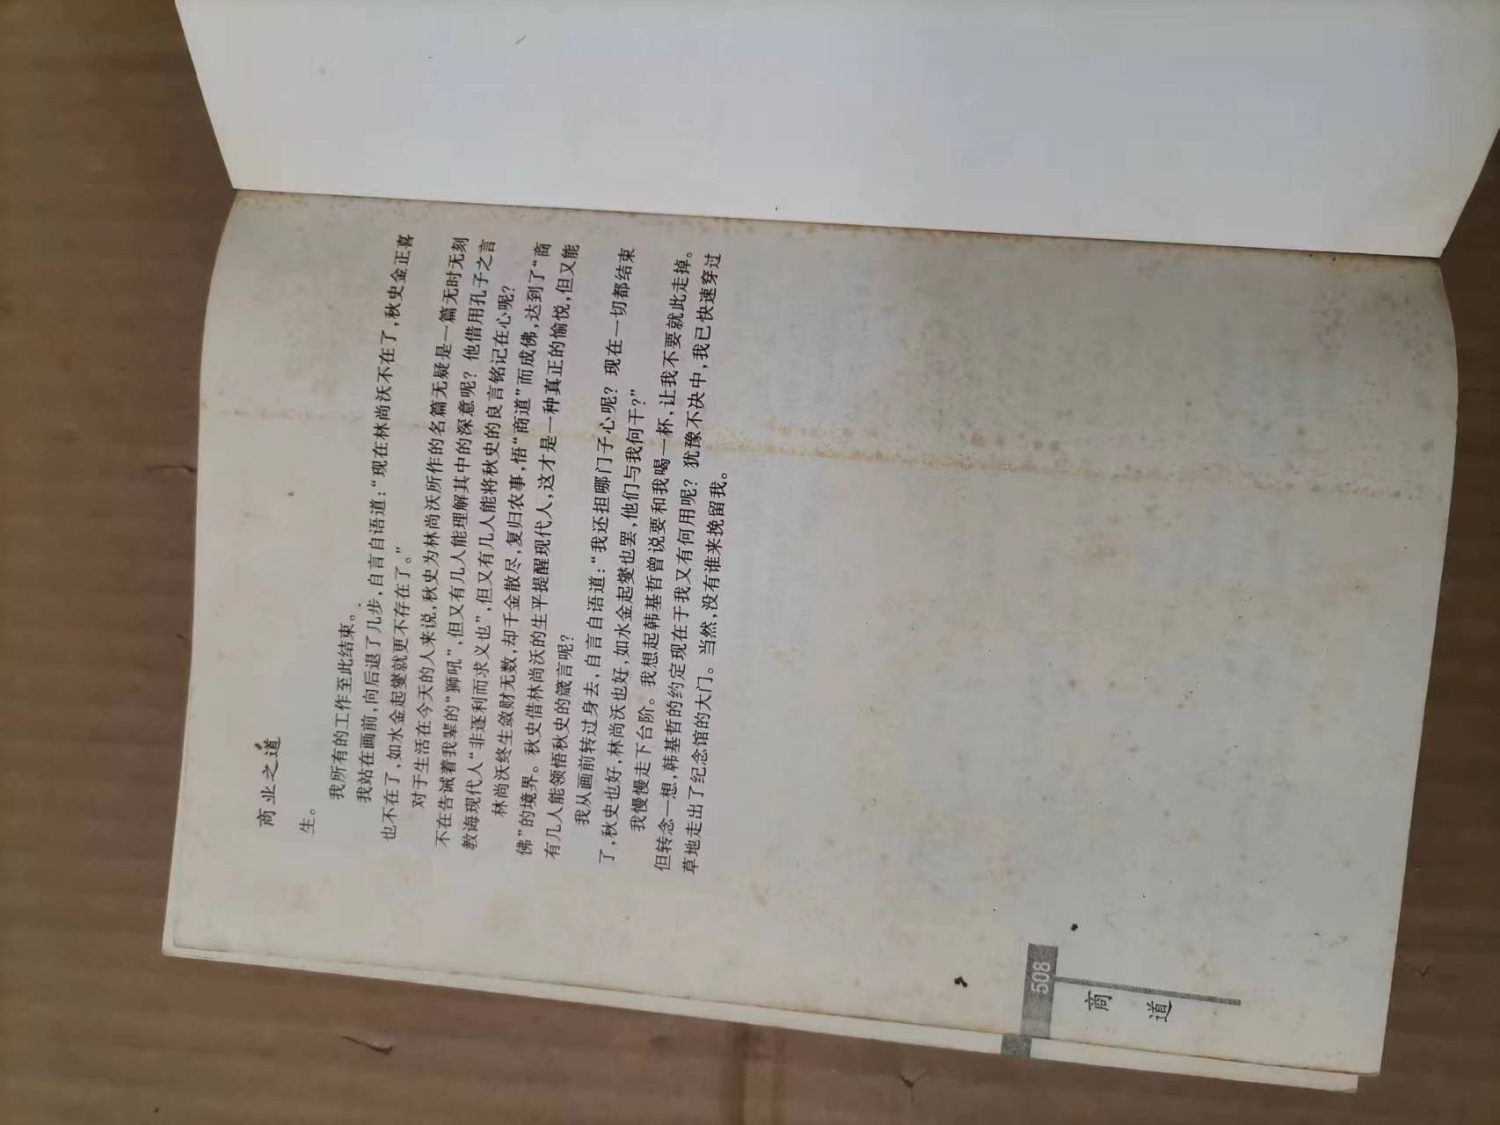 商业之道
生。
我所有的工作至此结束。
我站在画前，向后退了几步，自言自语道：“现在林尚沃不在了，秋史金正喜
也不在了，如水金起燮就更不存在了。”
对于生活在今天的人来说，秋史为林尚沃所作的名篇无疑是一篇无时无刻
不在告诫着我辈的“狮吼”，但又有几人能理解其中的深意呢？他借用孔子之言
教诲现代人“非逐利而求义也”，但又有几人能将秋史的良言铭记在心呢？
林尚沃终生敛财无数，却千金散尽，复归农事，悟“商道”而成佛，达到了“商
佛”的境界。秋史借林尚沃的生平提醒现代人，这才是一种真正的愉悦，但又能
有几人能领悟秋史的箴言呢？
我从画前转过身去，自言自语道：“我还担哪门子心呢？现在一切都结束
了，秋史也好，林尚沃也好，如水金起燮也罢，他们与我何干？”
我慢慢走下台阶。我想起韩基哲曾说要和我喝一杯，让我不要就此走掉。
但转念一想，韩基哲的约定现在于我又有何用呢？犹豫不决中，我已快速穿过
草地走出了纪念馆的大门。当然，没有谁来挽留我。
508
商
道